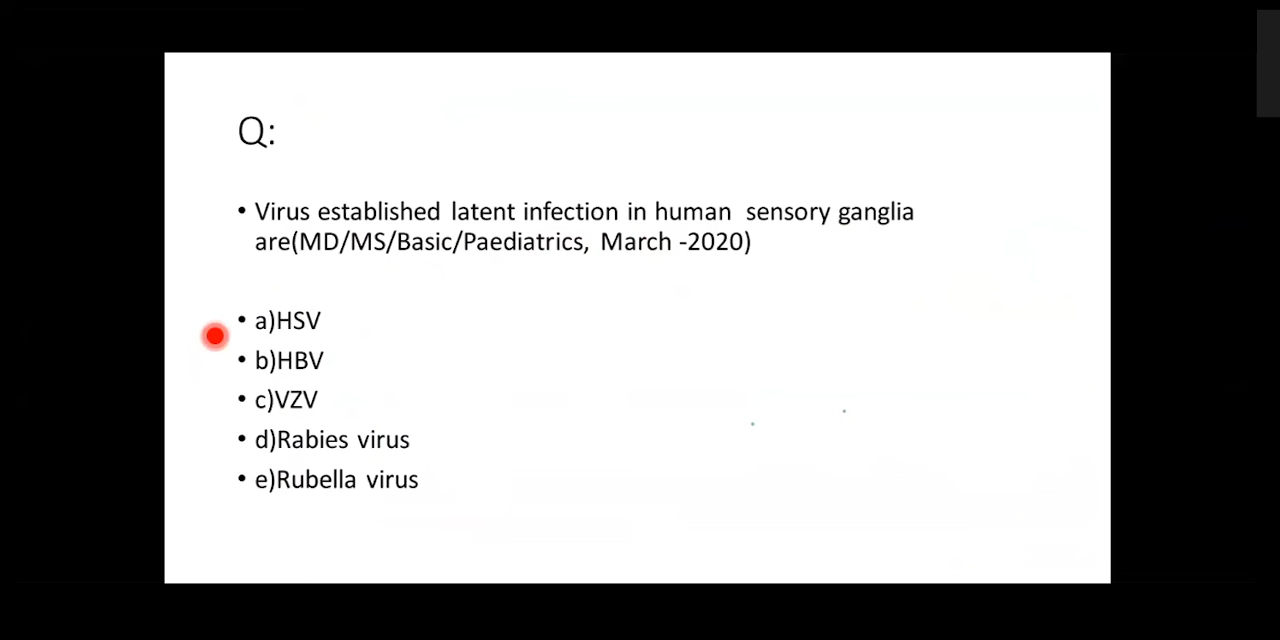 Q:
• Virus established latent infection in human sensory ganglia
are(MD/MS/Basic/Paediatrics, March -2020)
• a)HSV
• b)HBV
• c)VZV
• d)Rabies virus
• e)Rubella virus